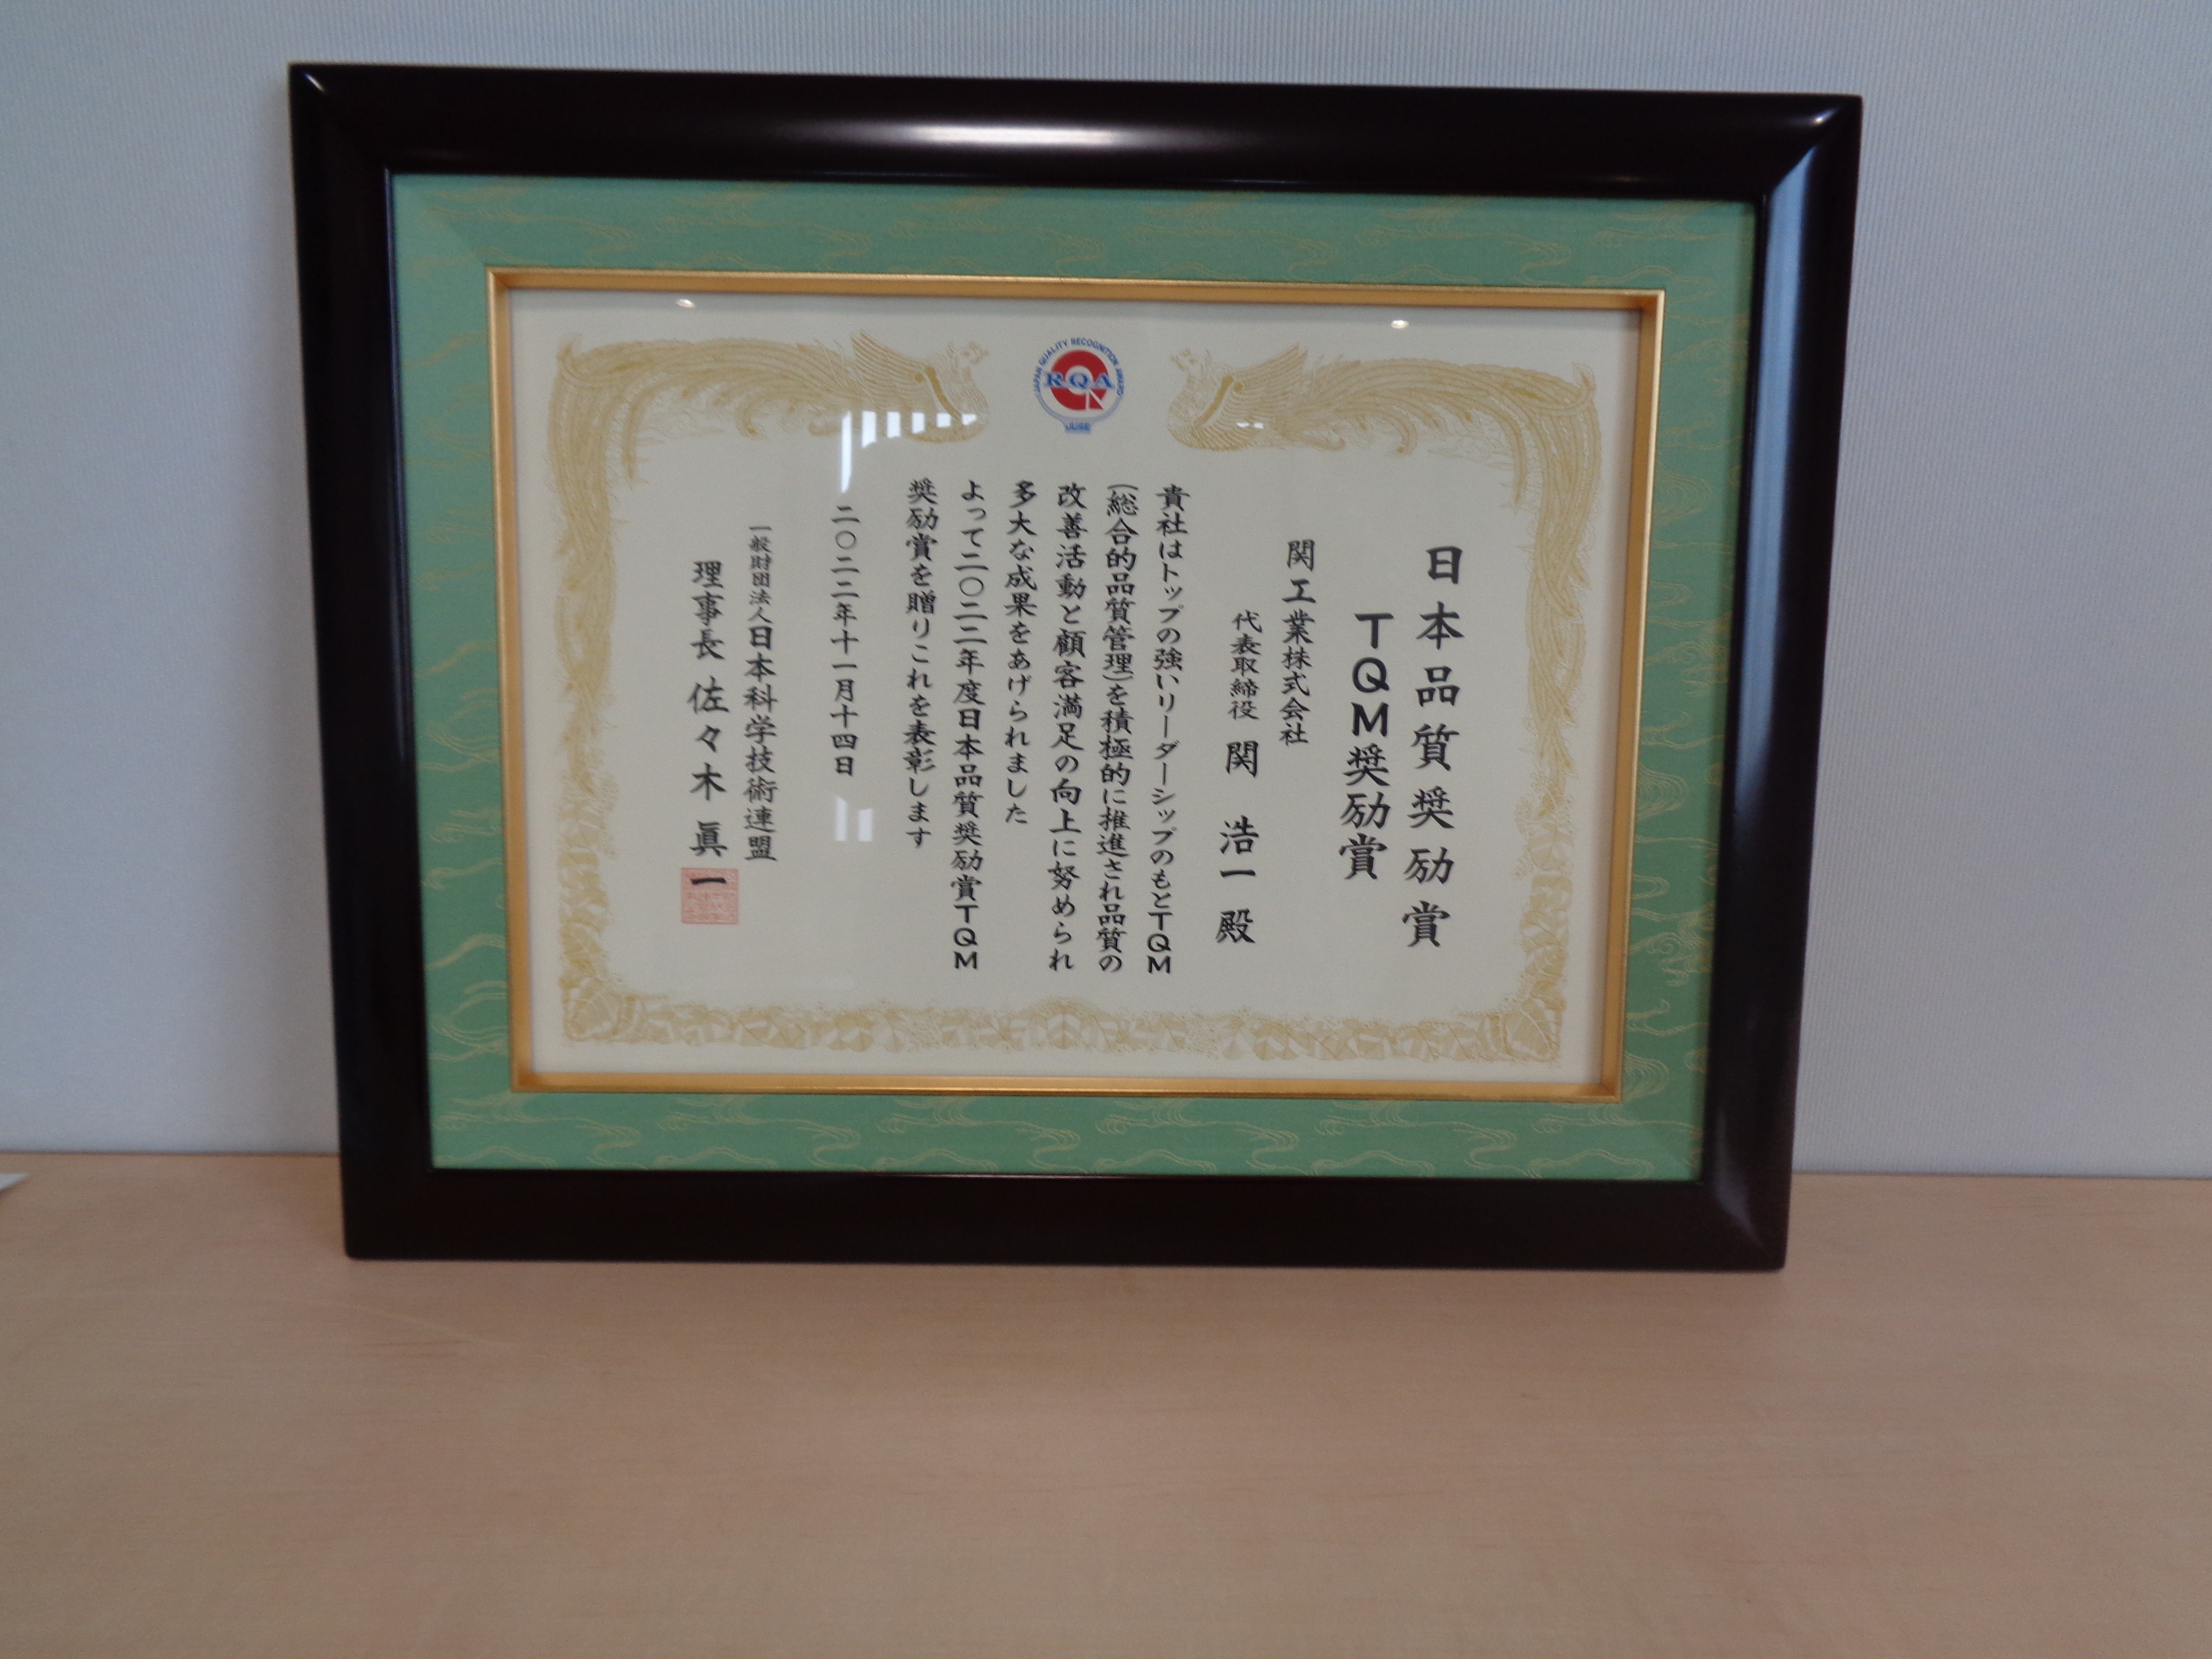 JAPAN QUALITY RECOGNITION AWARD
RQA
JUSE
日本品質奨励賞
TQM奨励賞
関工業株式会社
代表取締役 関 浩一 殿
貴社はトップの強いリーダーシップのもとTQM
(総合的品質管理)を積極的に推進され品質の
改善活動と顧客満足の向上に努められ
多大な成果をあげられました
よって二〇二二年度日本品質奨励賞TQM
奨励賞を贈りこれを表彰します
二〇二二年十一月十四日
一般財団法人日本科学技術連盟
理事長 佐々木眞一